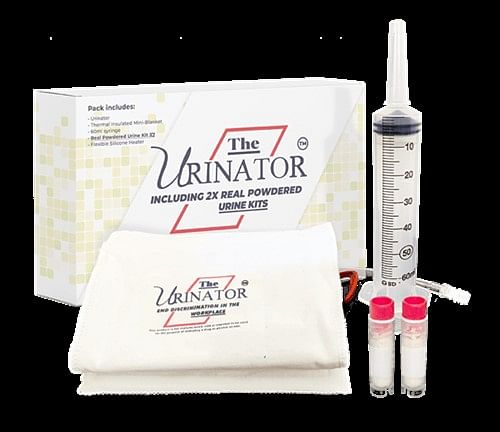 Pack includes:
- Urinator
- Thermal Insulated Mini-Blanket
- 60ml syringe
- Real Powdered Urine Kit X2
- Flexible Silicone Heater
The
URINATOR
TM
INCLUDING 2X REAL POWDERED
URINE KITS
The
URINATOR
END DISCRIMINATION IN THE
WORKPLACE
10
20
30
40
50
60ml